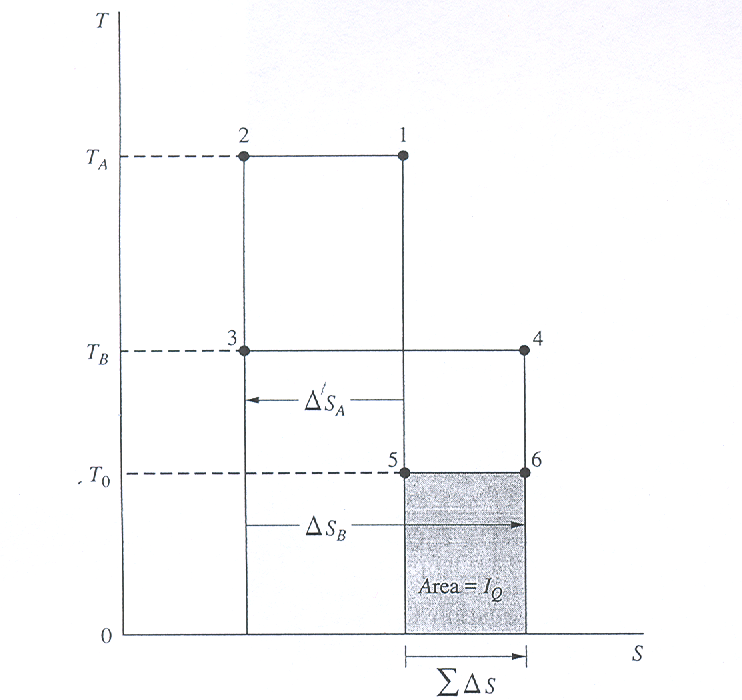 T
2 1
T_A
3 4
T_B
Δ'S_A
5 6
T_0
ΔS_B
Area = I_Q
0
S
∑ΔS